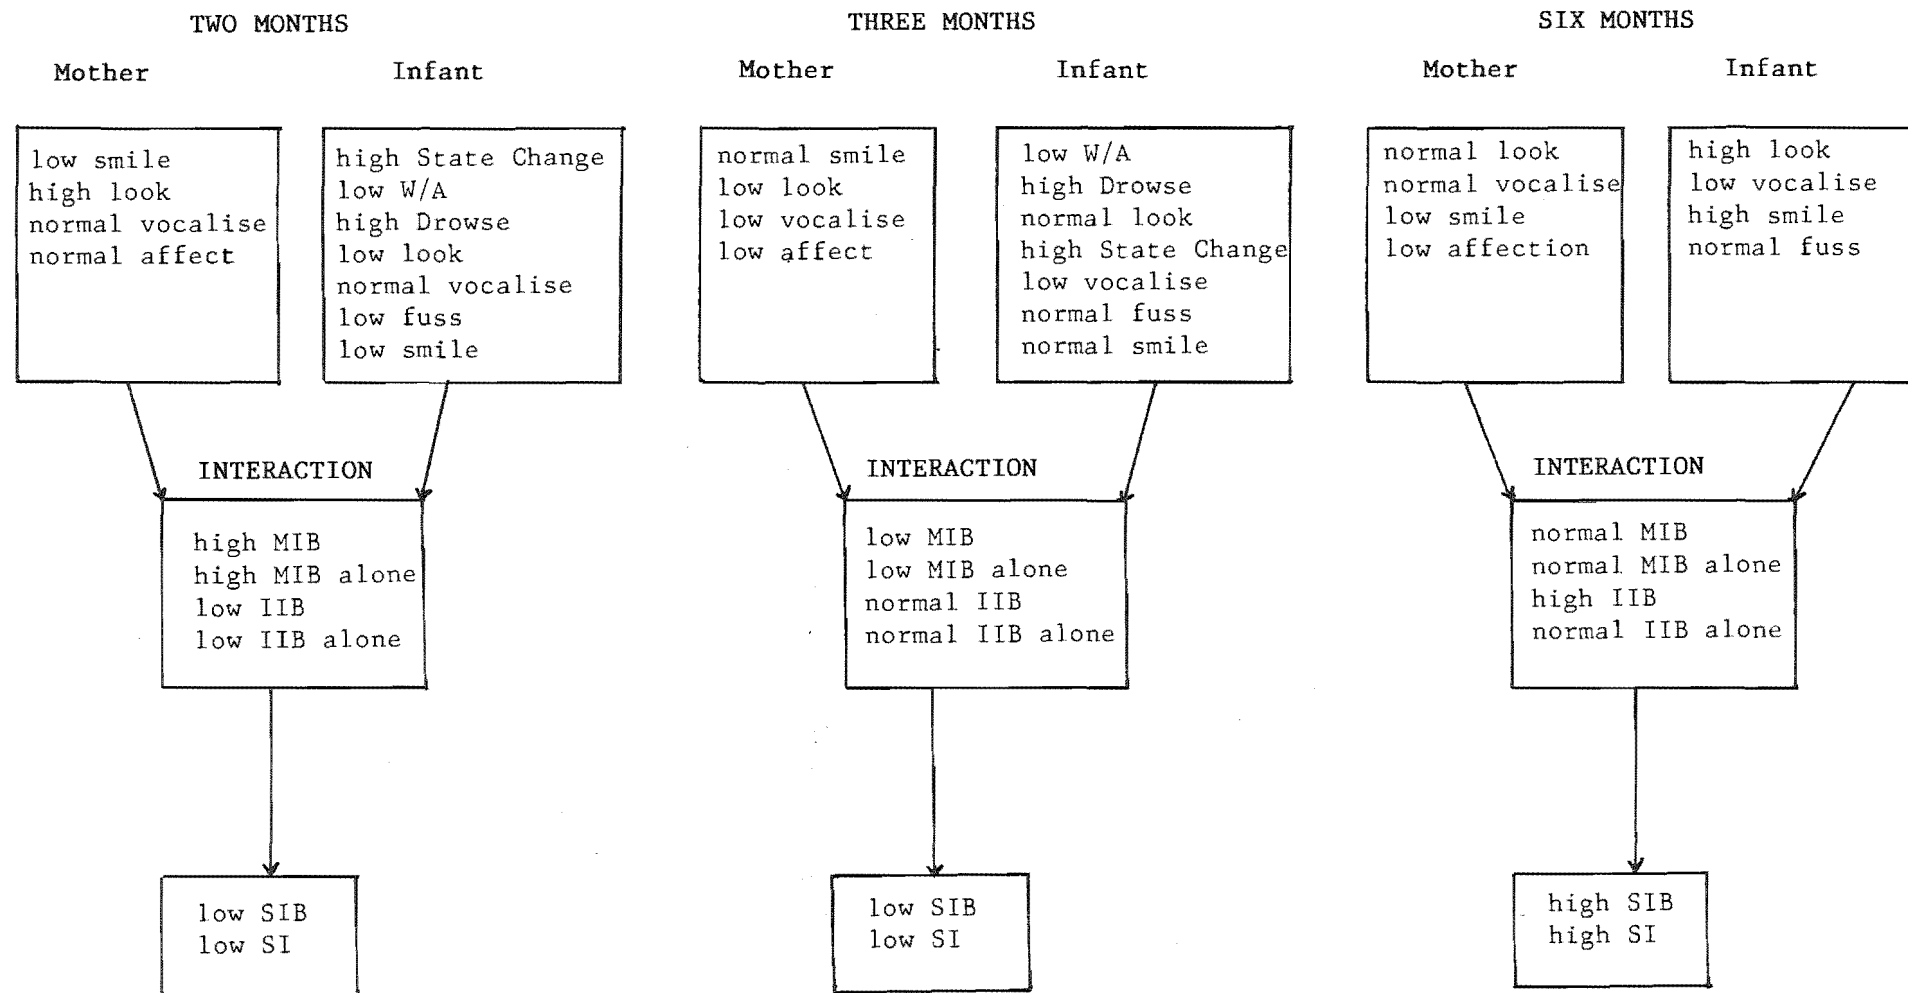 TWO MONTHS
Mother
Infant
low smile
high look
normal vocalise
normal affect
high State Change
low W/A
high Drowse
low look
normal vocalise
low fuss
low smile
INTERACTION
high MIB
high MIB alone
low IIB
low IIB alone
low SIB
low SI
THREE MONTHS
Mother
Infant
normal smile
low look
low vocalise
low affect
low W/A
high Drowse
normal look
high State Change
low vocalise
normal fuss
normal smile
INTERACTION
low MIB
low MIB alone
normal IIB
normal IIB alone
low SIB
low SI
SIX MONTHS
Mother
Infant
normal look
normal vocalise
low smile
low affection
high look
low vocalise
high smile
normal fuss
INTERACTION
normal MIB
normal MIB alone
high IIB
normal IIB alone
high SIB
high SI